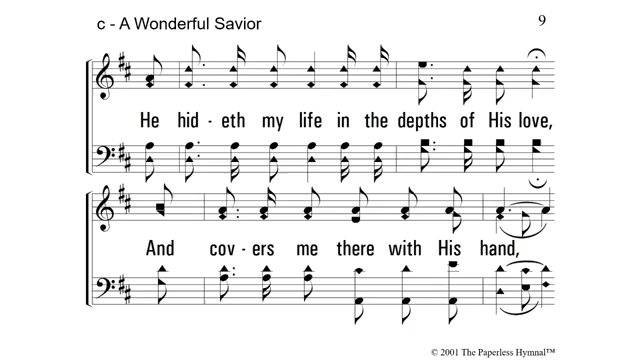 c - A Wonderful Savior
9
He hid - eth my life in the depths of His love,
And cov - ers me there with His hand,
© 2001 The Paperless Hymnal™